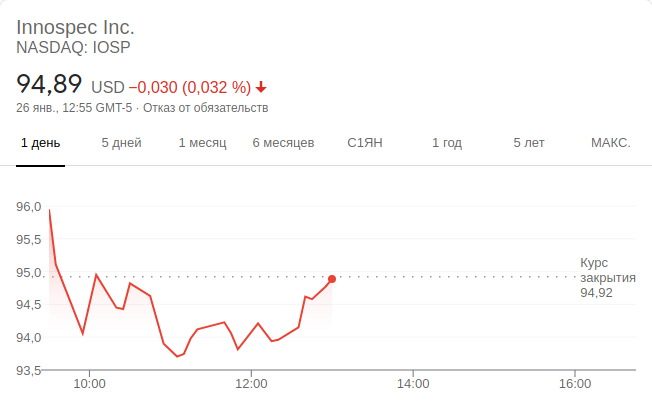 Innospec Inc.
NASDAQ: IOSP
94,89 USD −0,030 (0,032 %)
26 янв., 12:55 GMT-5 · Отказ от обязательств
1 день 5 дней 1 месяц 6 месяцев С1ЯН 1 год 5 лет МАКС.
96,0
95,5
95,0
94,5
94,0
93,5
Курс
закрытия
94,92
10:00 12:00 14:00 16:00